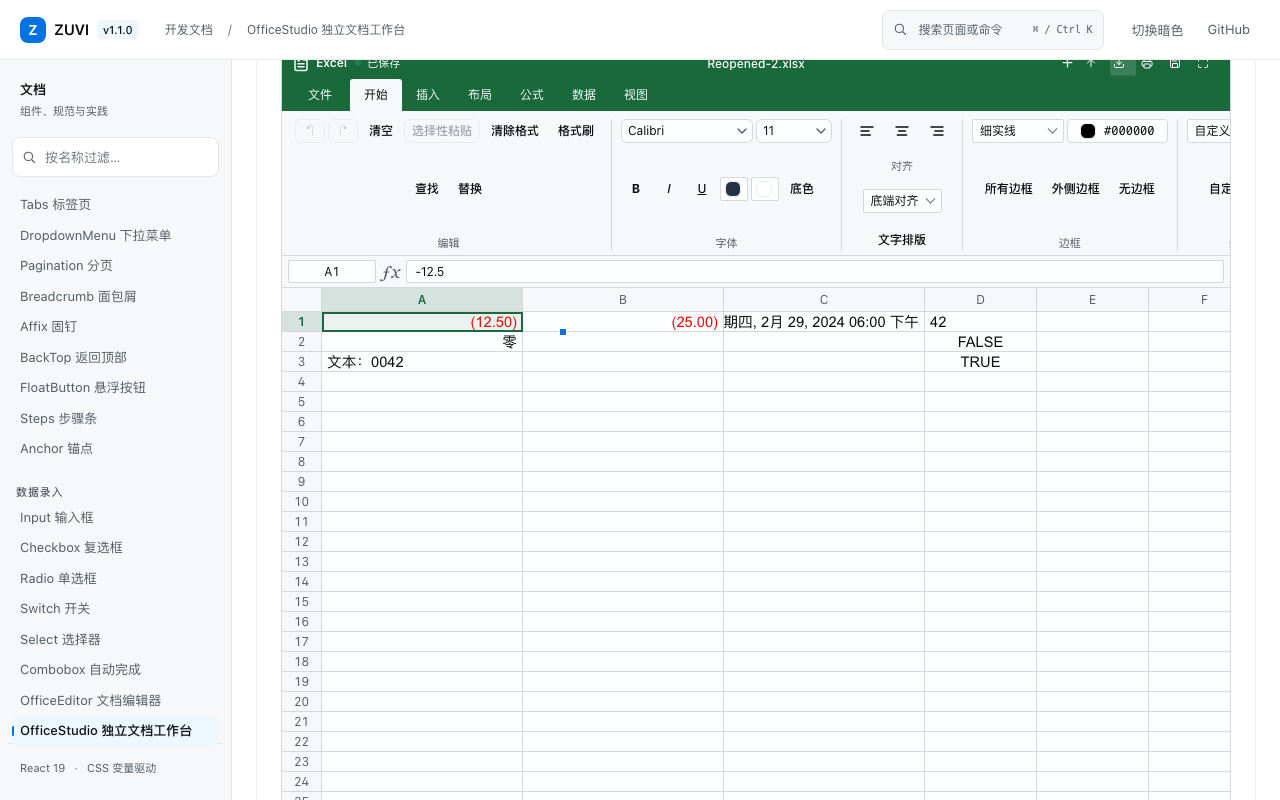 Z ZUVI v1.1.0 开发文档 / OfficeStudio 独立文档工作台 搜索页面或命令 ⌘ / Ctrl K 切换暗色 GitHub
文档
组件、规范与实践
按名称过滤...
Tabs 标签页
DropdownMenu 下拉菜单
Pagination 分页
Breadcrumb 面包屑
Affix 固钉
BackTop 返回顶部
FloatButton 悬浮按钮
Steps 步骤条
Anchor 锚点
数据录入
Input 输入框
Checkbox 复选框
Radio 单选框
Switch 开关
Select 选择器
Combobox 自动完成
OfficeEditor 文档编辑器
OfficeStudio 独立文档工作台
React 19 · CSS 变量驱动
Excel 已保存 Reopened-2.xlsx
文件 开始 插入 布局 公式 数据 视图
清空 选择性粘贴 清除格式 格式刷 Calibri 11 细实线 #000000 自定义
对齐
查找 替换 B I U 底色 底端对齐 所有边框 外侧边框 无边框 自定
文字排版
编辑 字体 边框
A1 fx -12.5
A B C D E F
1 (12.50) (25.00) 期四, 2月 29, 2024 06:00 下午 42
2 零 FALSE
3 文本：0042 TRUE
4
5
6
7
8
9
10
11
12
13
14
15
16
17
18
19
20
21
22
23
24